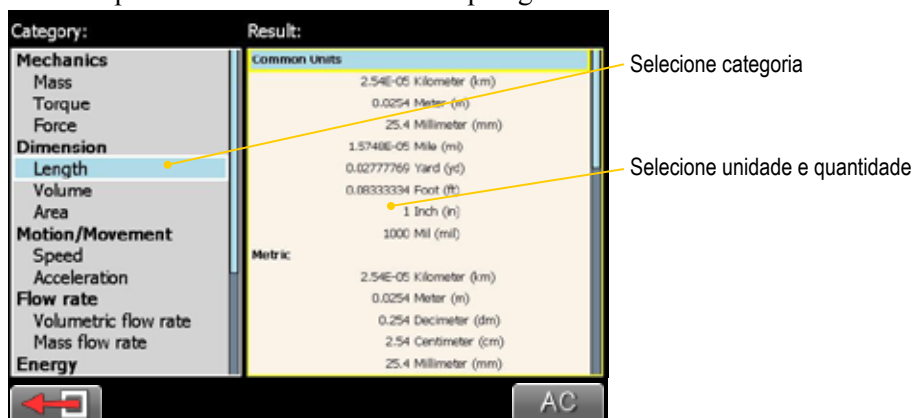 Category:
Mechanics
Mass
Torque
Force
Dimension
Length
Volume
Area
Motion/Movement
Speed
Acceleration
Flow rate
Volumetric flow rate
Mass flow rate
Energy
Result:
Common Units
2.54E-05 Kilometer (km)
0.0254 Meter (m)
25.4 Millimeter (mm)
1.5748E-05 Mile (mi)
0.02777769 Yard (yd)
0.08333334 Foot (ft)
1 Inch (in)
1000 Mil (mil)
Metric
2.54E-05 Kilometer (km)
0.0254 Meter (m)
0.254 Decimeter (dm)
2.54 Centimeter (cm)
25.4 Millimeter (mm)
AC
Selecione categoria
Selecione unidade e quantidade